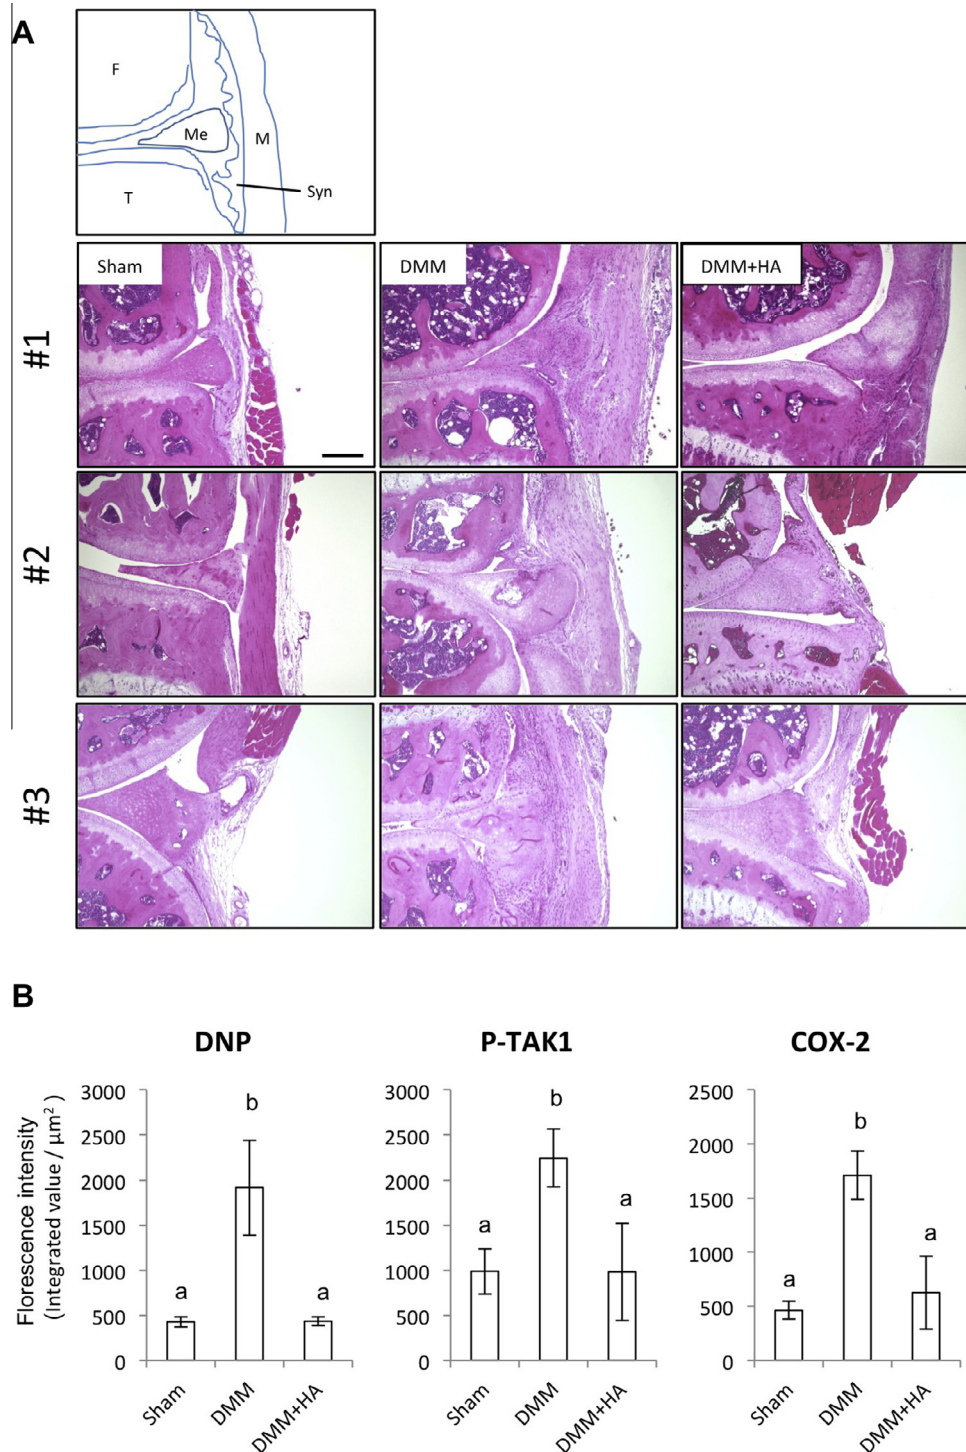 A
F
Me
M
T
Syn
Sham
DMM
DMM+HA
#1
#2
#3
B
DNP
P-TAK1
COX-2
Florescence intensity
(Integrated value / μm²)
3000
2500
2000
1500
1000
500
0
a
b
a
Sham
DMM
DMM+HA
3000
2500
2000
1500
1000
500
0
a
b
a
Sham
DMM
DMM+HA
2500
2000
1500
1000
500
0
a
b
a
Sham
DMM
DMM+HA